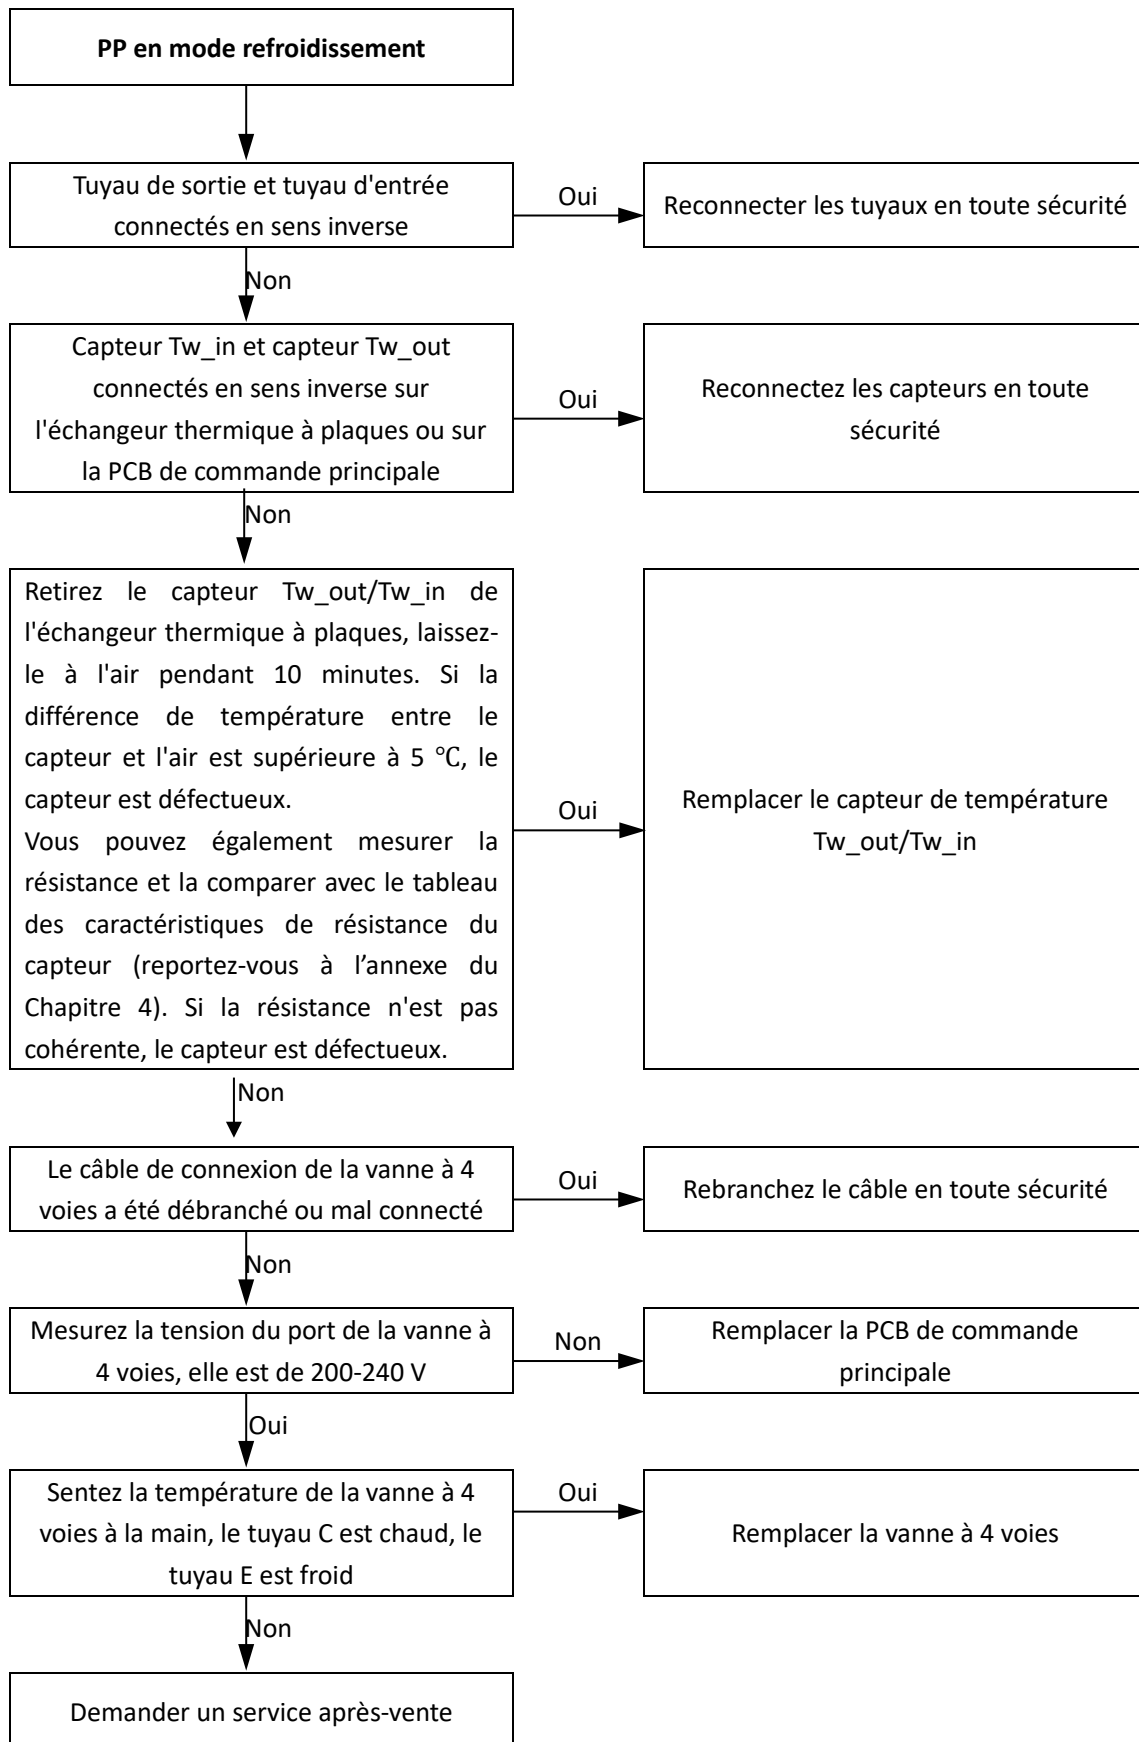 PP en mode refroidissement
Tuyau de sortie et tuyau d'entrée
connectés en sens inverse
Oui
Reconnecter les tuyaux en toute sécurité
Non
Capteur Tw_in et capteur Tw_out
connectés en sens inverse sur
l'échangeur thermique à plaques ou sur
la PCB de commande principale
Oui
Reconnectez les capteurs en toute
sécurité
Non
Retirez le capteur Tw_out/Tw_in de
l'échangeur thermique à plaques, laissez-
le à l'air pendant 10 minutes. Si la
différence de température entre le
capteur et l'air est supérieure à 5 °C, le
capteur est défectueux.
Vous pouvez également mesurer la
résistance et la comparer avec le tableau
des caractéristiques de résistance du
capteur (reportez-vous à l’annexe du
Chapitre 4). Si la résistance n'est pas
cohérente, le capteur est défectueux.
Oui
Remplacer le capteur de température
Tw_out/Tw_in
Non
Le câble de connexion de la vanne à 4
voies a été débranché ou mal connecté
Oui
Rebranchez le câble en toute sécurité
Non
Mesurez la tension du port de la vanne à
4 voies, elle est de 200-240 V
Non
Remplacer la PCB de commande
principale
Oui
Sentez la température de la vanne à 4
voies à la main, le tuyau C est chaud, le
tuyau E est froid
Oui
Remplacer la vanne à 4 voies
Non
Demander un service après-vente